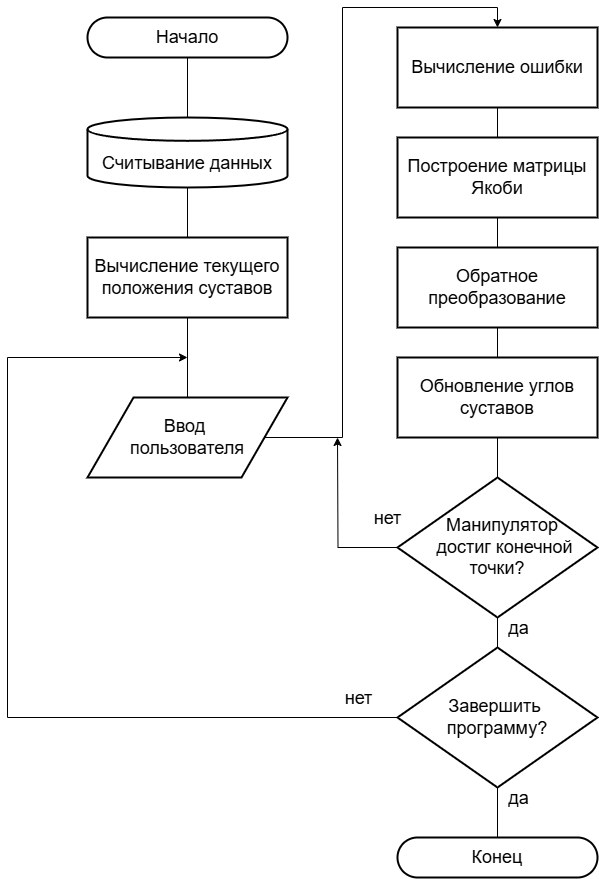 Начало
Считывание данных
Вычисление текущего
положения суставов
Ввод
пользователя
Вычисление ошибки
Построение матрицы
Якоби
Обратное
преобразование
Обновление углов
суставов
нет
Манипулятор
достиг конечной
точки?
да
нет
Завершить
программу?
да
Конец